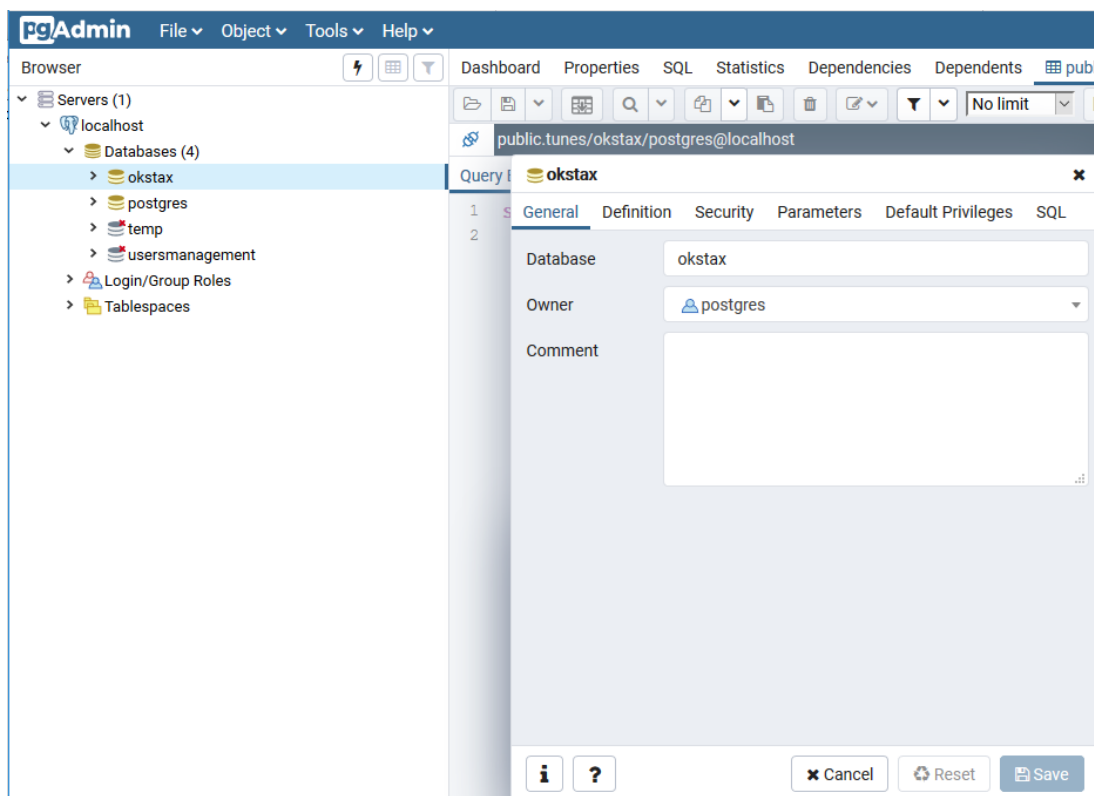 pgAdmin File Object Tools Help
Browser
Dashboard Properties SQL Statistics Dependencies Dependents
No limit
public.tunes/okstax/postgres@localhost
Servers (1)
localhost
Databases (4)
okstax
postgres
temp
usersmanagement
Login/Group Roles
Tablespaces
Query
1
2
okstax
General Definition Security Parameters Default Privileges SQL
Database okstax
Owner postgres
Comment
i ? Cancel Reset Save